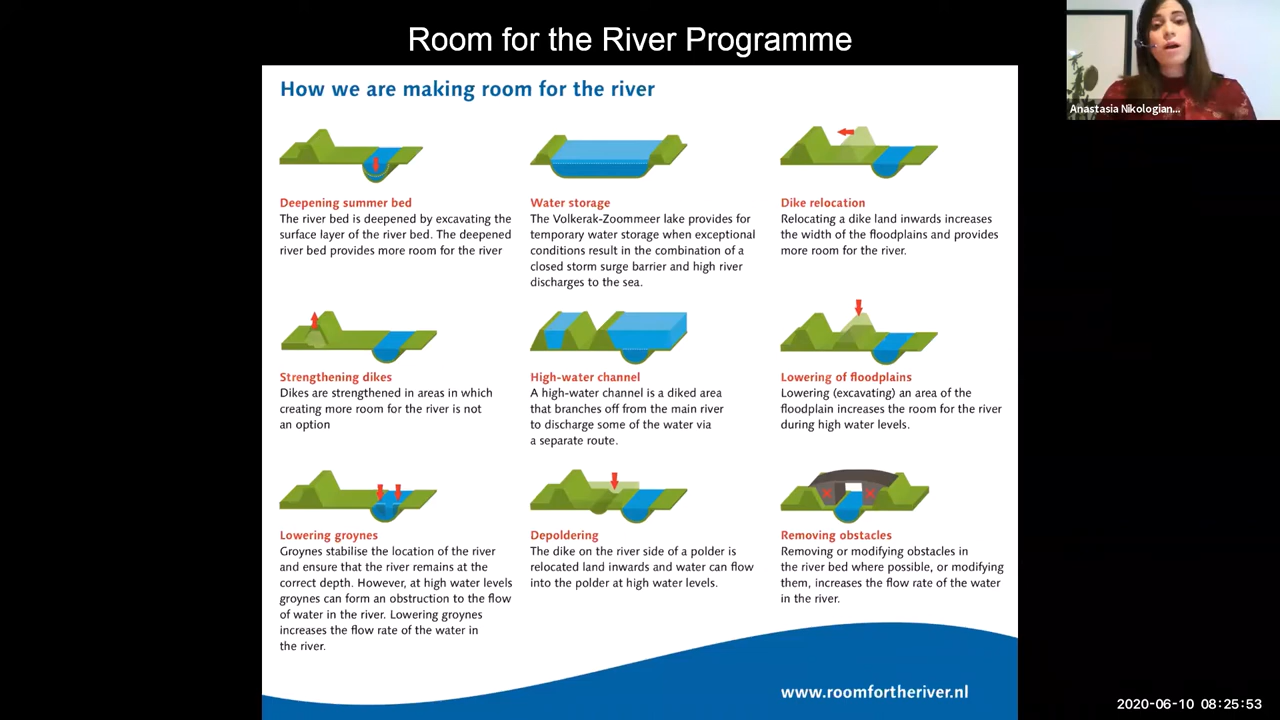 Room for the River Programme
Anastasia Nikologian...
How we are making room for the river
Deepening summer bed
The river bed is deepened by excavating the
surface layer of the river bed. The deepened
river bed provides more room for the river
Water storage
The Volkerak-Zoommeer lake provides for
temporary water storage when exceptional
conditions result in the combination of a
closed storm surge barrier and high river
discharges to the sea.
Dike relocation
Relocating a dike land inwards increases
the width of the floodplains and provides
more room for the river.
Strengthening dikes
Dikes are strengthened in areas in which
creating more room for the river is not
an option
High-water channel
A high-water channel is a diked area
that branches off from the main river
to discharge some of the water via
a separate route.
Lowering of floodplains
Lowering (excavating) an area of the
floodplain increases the room for the river
during high water levels.
Lowering groynes
Groynes stabilise the location of the river
and ensure that the river remains at the
correct depth. However, at high water levels
groynes can form an obstruction to the flow
of water in the river. Lowering groynes
increases the flow rate of the water in
the river.
Depoldering
The dike on the river side of a polder is
relocated land inwards and water can flow
into the polder at high water levels.
Removing obstacles
Removing or modifying obstacles in
the river bed where possible, or modifying
them, increases the flow rate of the water
in the river.
www.roomfortheriver.nl
2020-06-10 08:25:53